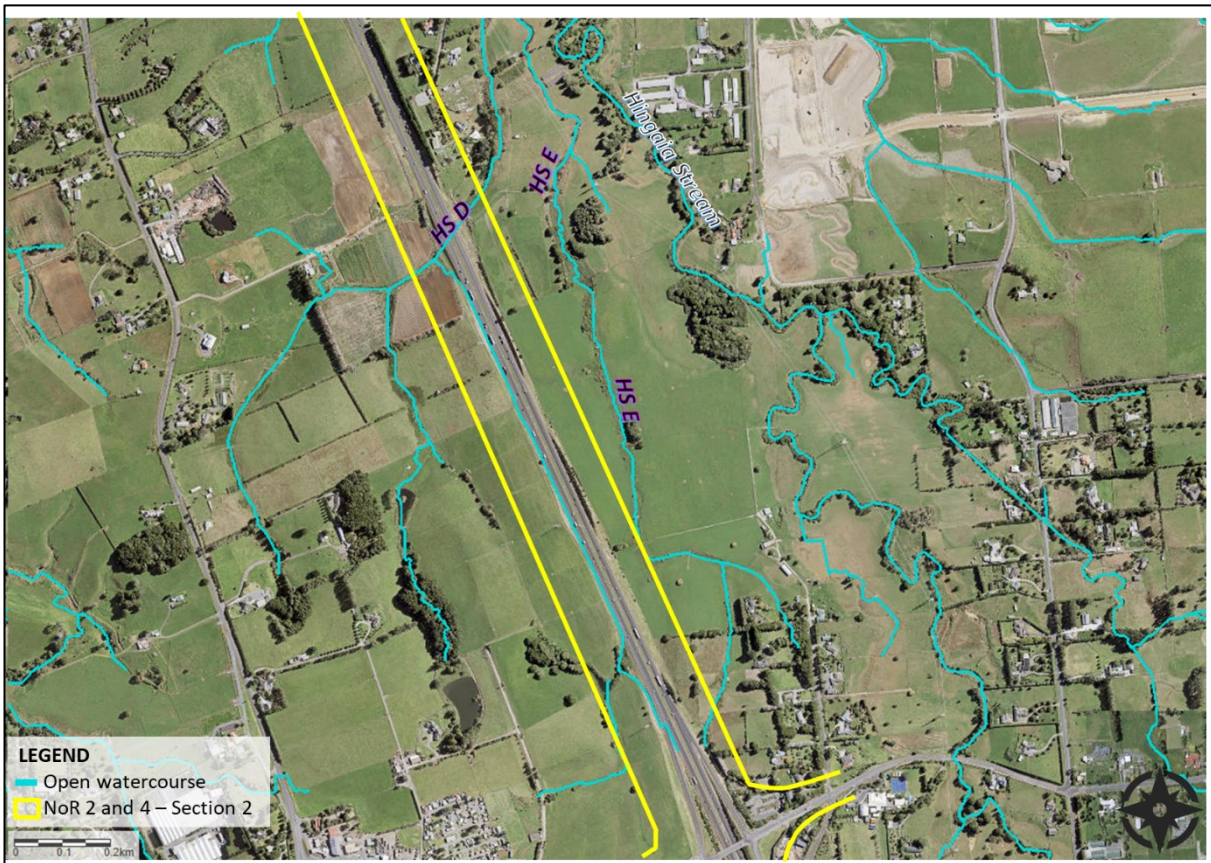 Hingaia Stream
HS E
HS D
HS E
LEGEND
Open watercourse
NoR 2 and 4 – Section 2
0 0.1 0.2km